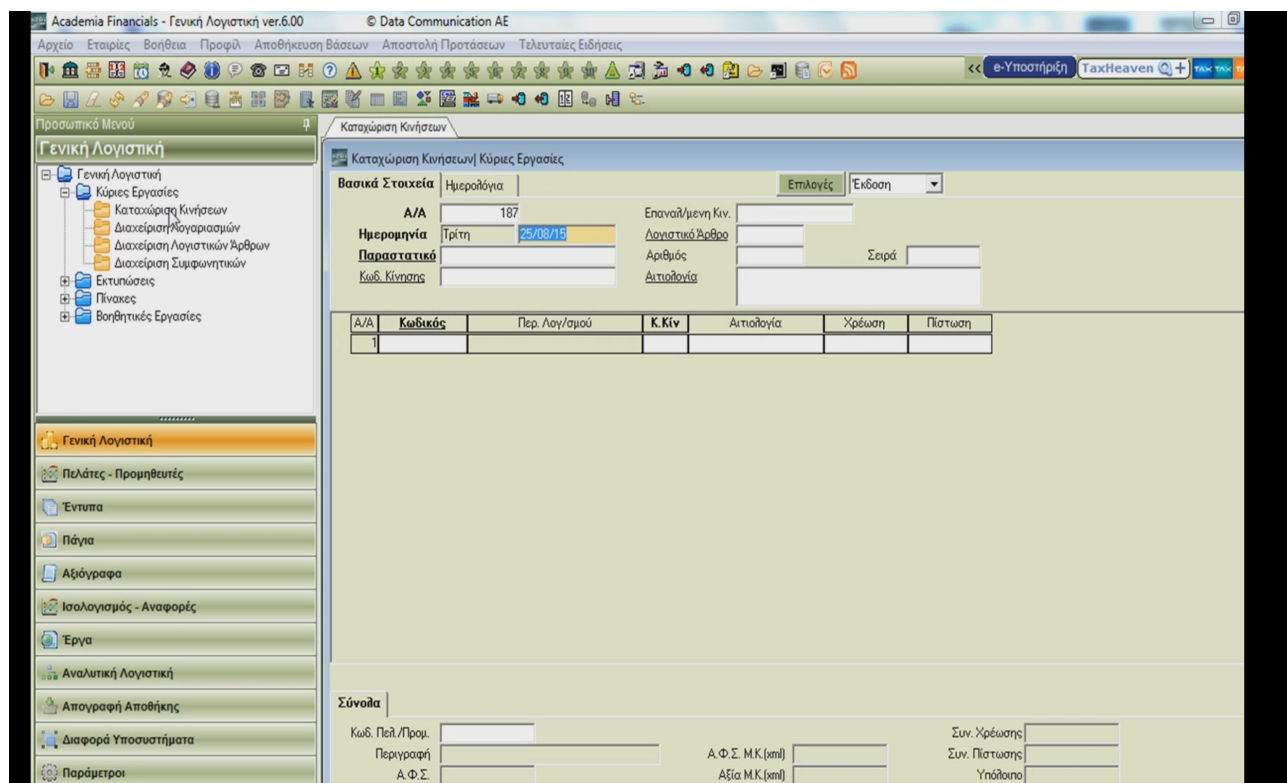 Academia Financials - Γενική Λογιστική ver.6.00 © Data Communication AE
Αρχείο Εταιρίες Βοήθεια Προφίλ Αποθήκευση Βάσεων Αποστολή Προτάσεων Τελευταίες Ειδήσεις
<< e-Υποστήριξη TaxHeaven
Προσωπικό Μενού
Γενική Λογιστική
Γενική Λογιστική
Κύριες Εργασίες
Καταχώριση Κινήσεων
Διαχείριση Λογαριασμών
Διαχείριση Λογιστικών Άρθρων
Διαχείριση Συμφωνητικών
Εκτυπώσεις
Πίνακες
Βοηθητικές Εργασίες
Γενική Λογιστική
Πελάτες - Προμηθευτές
Έντυπα
Πάγια
Αξιόγραφα
Ισολογισμός - Αναφορές
Έργα
Αναλυτική Λογιστική
Απογραφή Αποθήκης
Διαφορά Υποσυστήματα
Παράμετροι
Καταχώριση Κινήσεων
Καταχώριση Κινήσεων| Κύριες Εργασίες
Βασικά Στοιχεία Ημερολόγια Επιλογές Έκδοση
Α/Α 187 Επαναλ/μενη Κιν.
Ημερομηνία Τρίτη 25/08/15 Λογιστικό Άρθρο
Παραστατικό Αριθμός Σειρά
Κωδ. Κίνησης Αιτιολογία
Α/Α Κωδικός Περ. Λογ/σμού Κ.Κίν Αιτιολογία Χρέωση Πίστωση
1
Σύνολα
Κωδ. Πελ./Προμ. Συν. Χρέωσης
Περιγραφή Α.Φ.Σ. Μ.Κ.(xml) Συν. Πίστωσης
Α.Φ.Σ. Αξία Μ.Κ.(xml) Υπόλοιπο